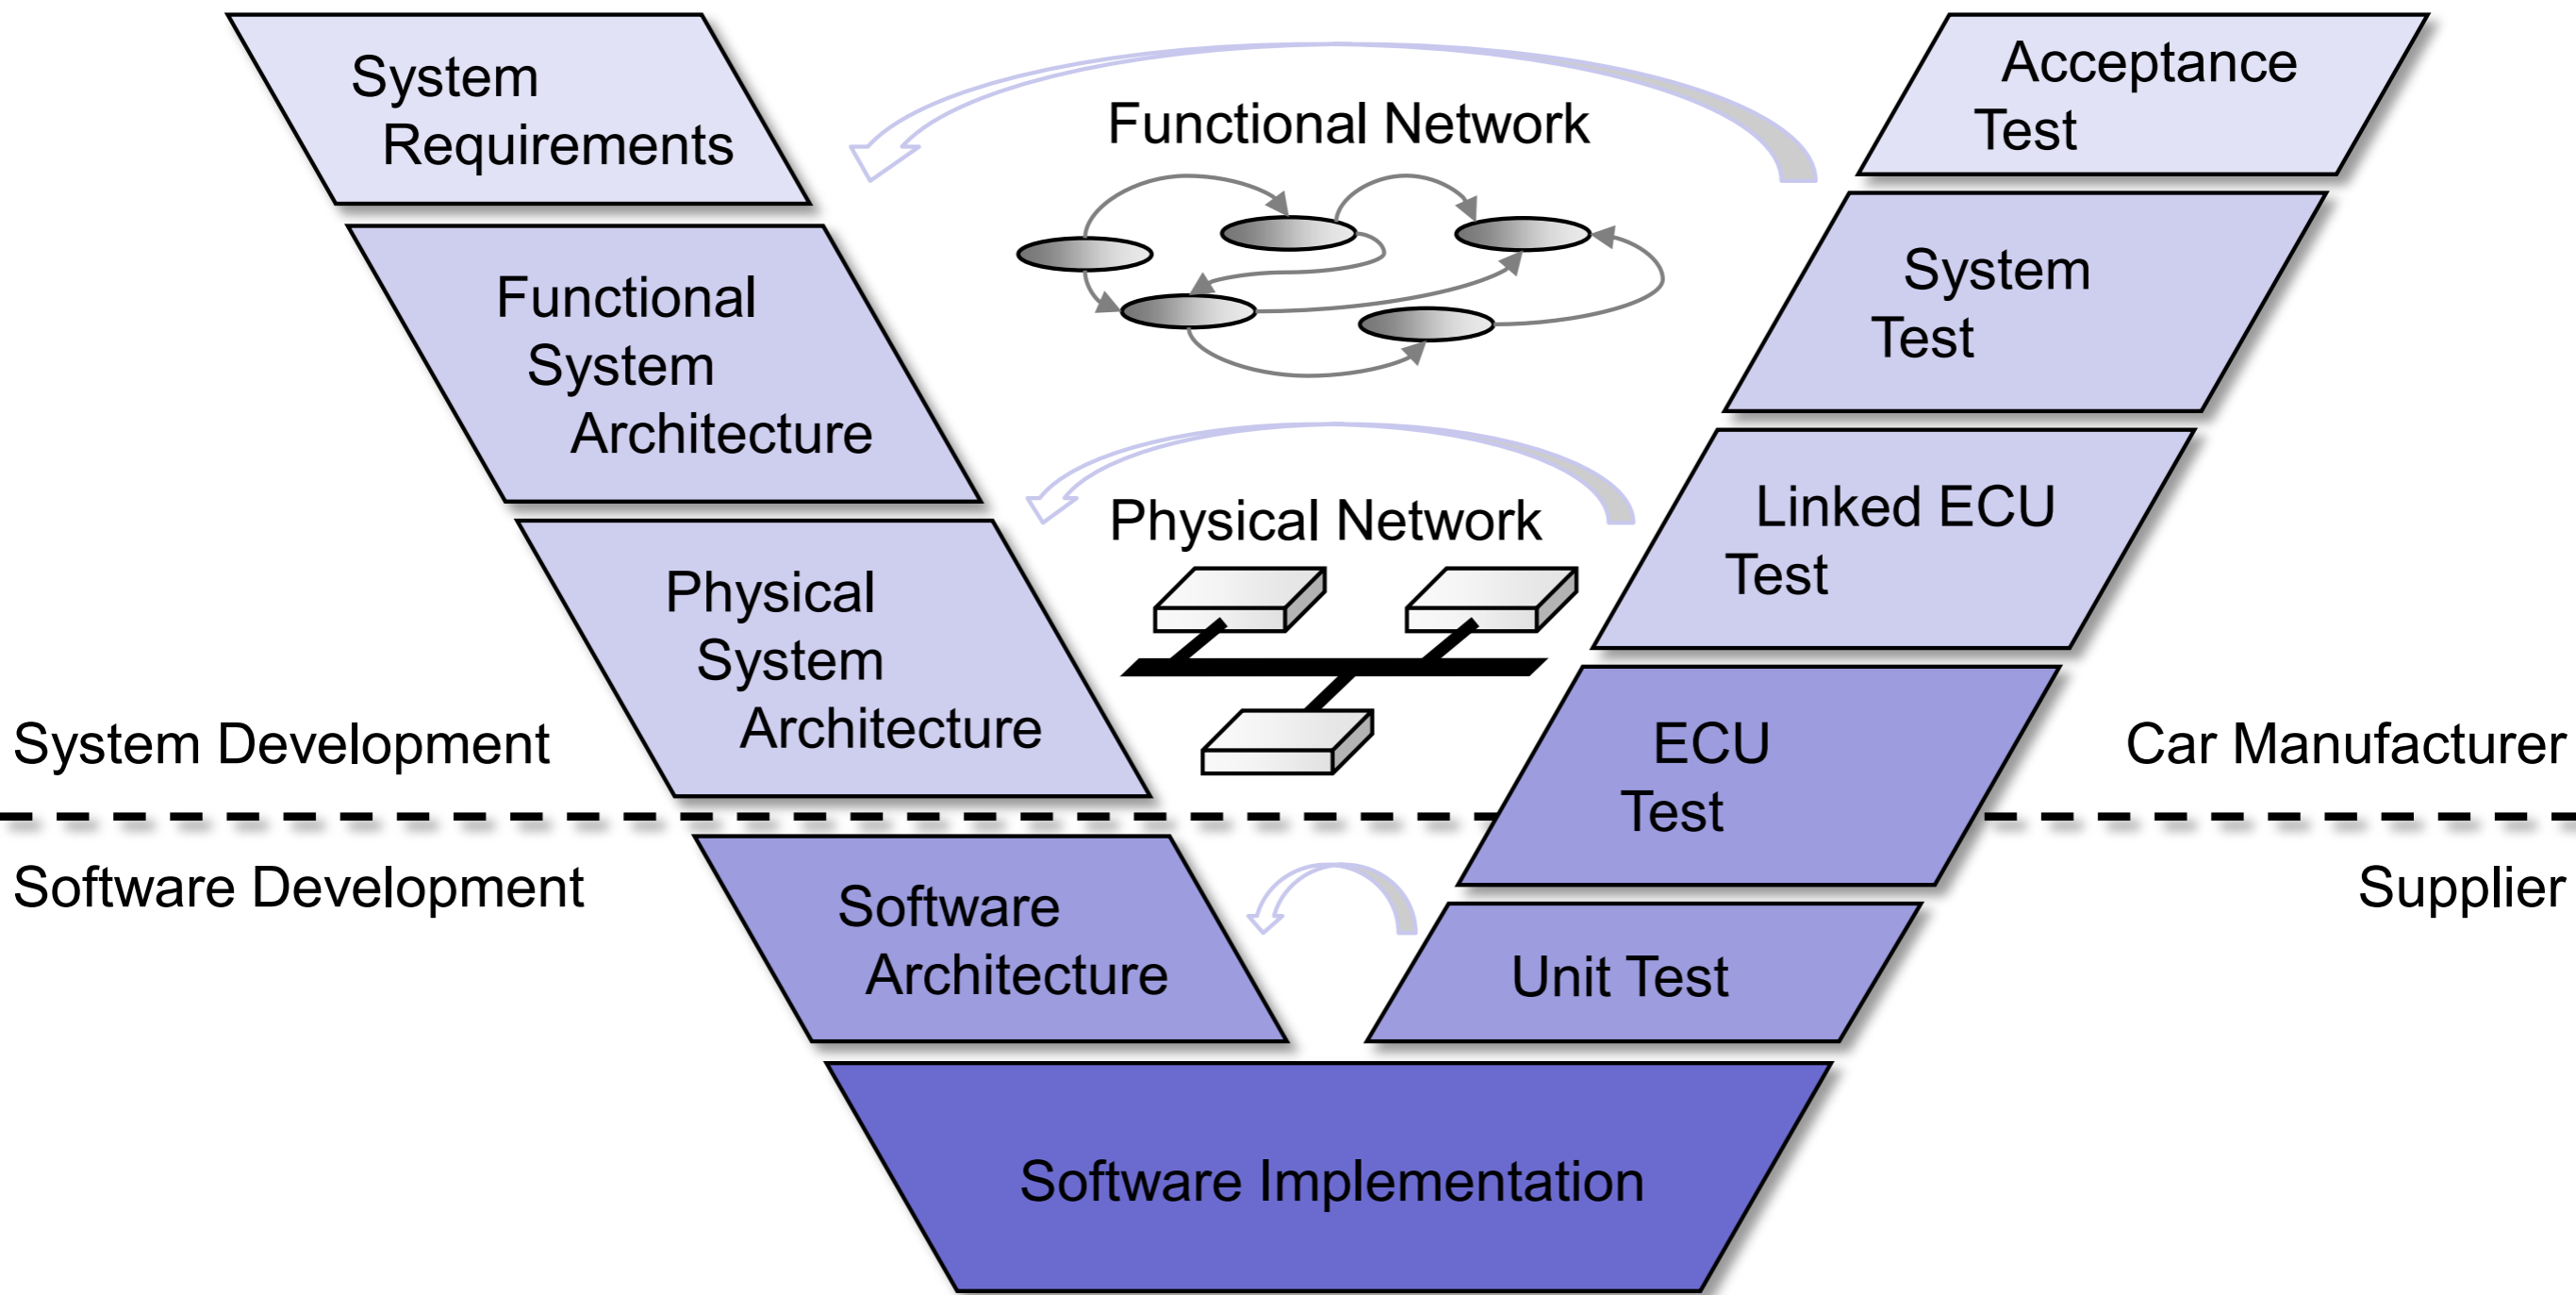 System
Requirements
Functional
System
Architecture
Physical
System
Architecture
System Development
Software Development
Software
Architecture
Software Implementation
Functional Network
Physical Network
Acceptance
Test
System
Test
Linked ECU
Test
ECU
Test
Unit Test
Car Manufacturer
Supplier